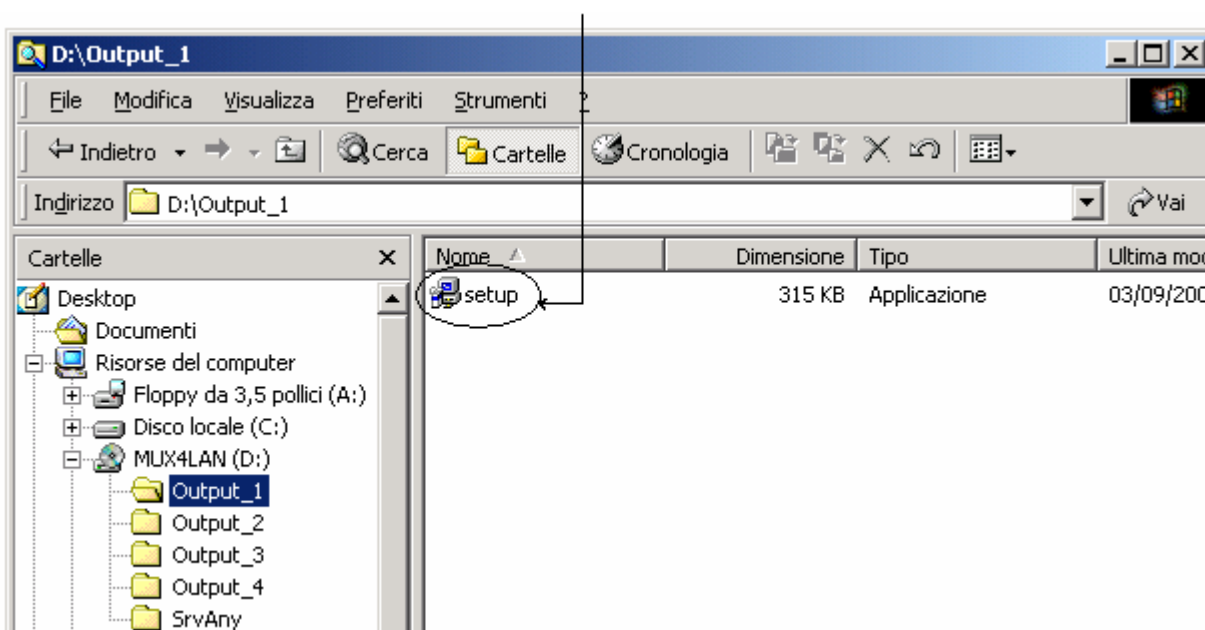 D:\Output_1
File Modifica Visualizza Preferiti Strumenti ?
Indietro Cerca Cartelle Cronologia
Indirizzo D:\Output_1 Vai
Cartelle
Nome Dimensione Tipo Ultima mod
setup 315 KB Applicazione 03/09/200
Desktop
Documenti
Risorse del computer
Floppy da 3,5 pollici (A:)
Disco locale (C:)
MUX4LAN (D:)
Output_1
Output_2
Output_3
Output_4
SrvAny